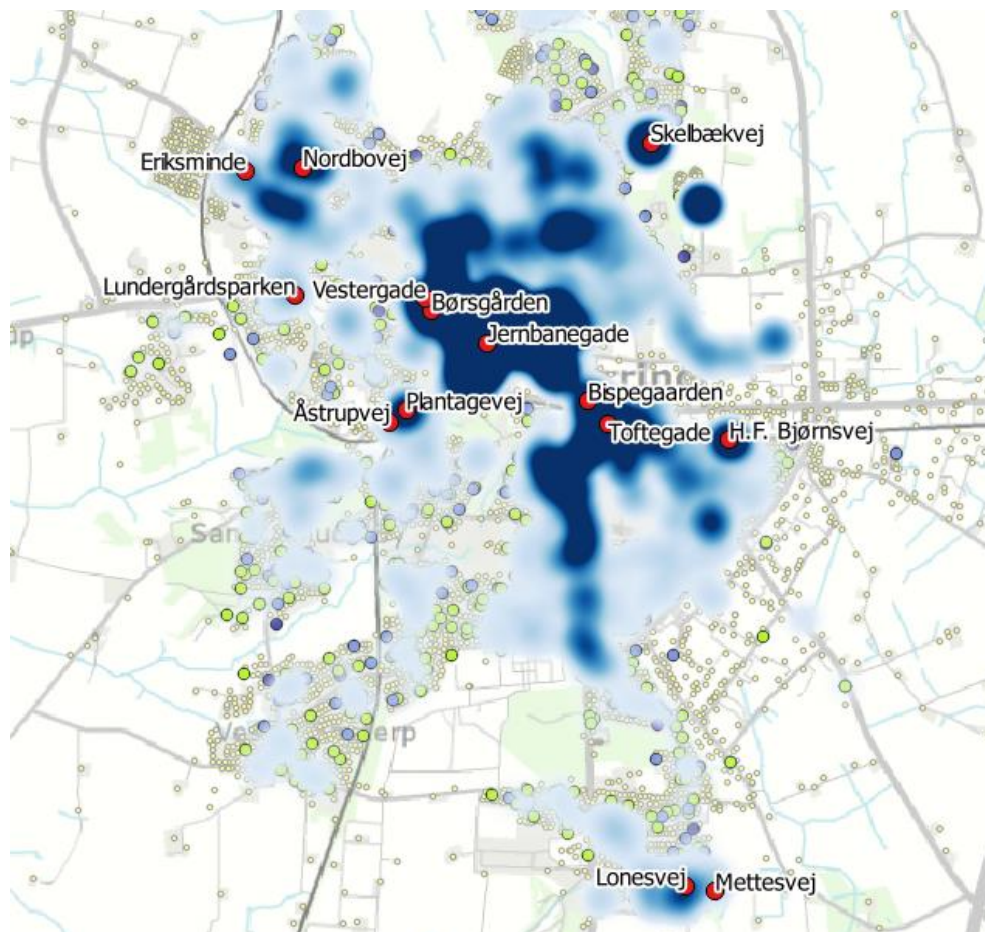 Skelbækvej
Eriksminde
Nordbovej
Lundergårdsparken
Vestergade
Børsgården
Jernbanegade
Plantagevej
Bispegaarden
Åstrupvej
Toftegade
H.F. Bjørnsvej
Lonesvej
Mettesvej